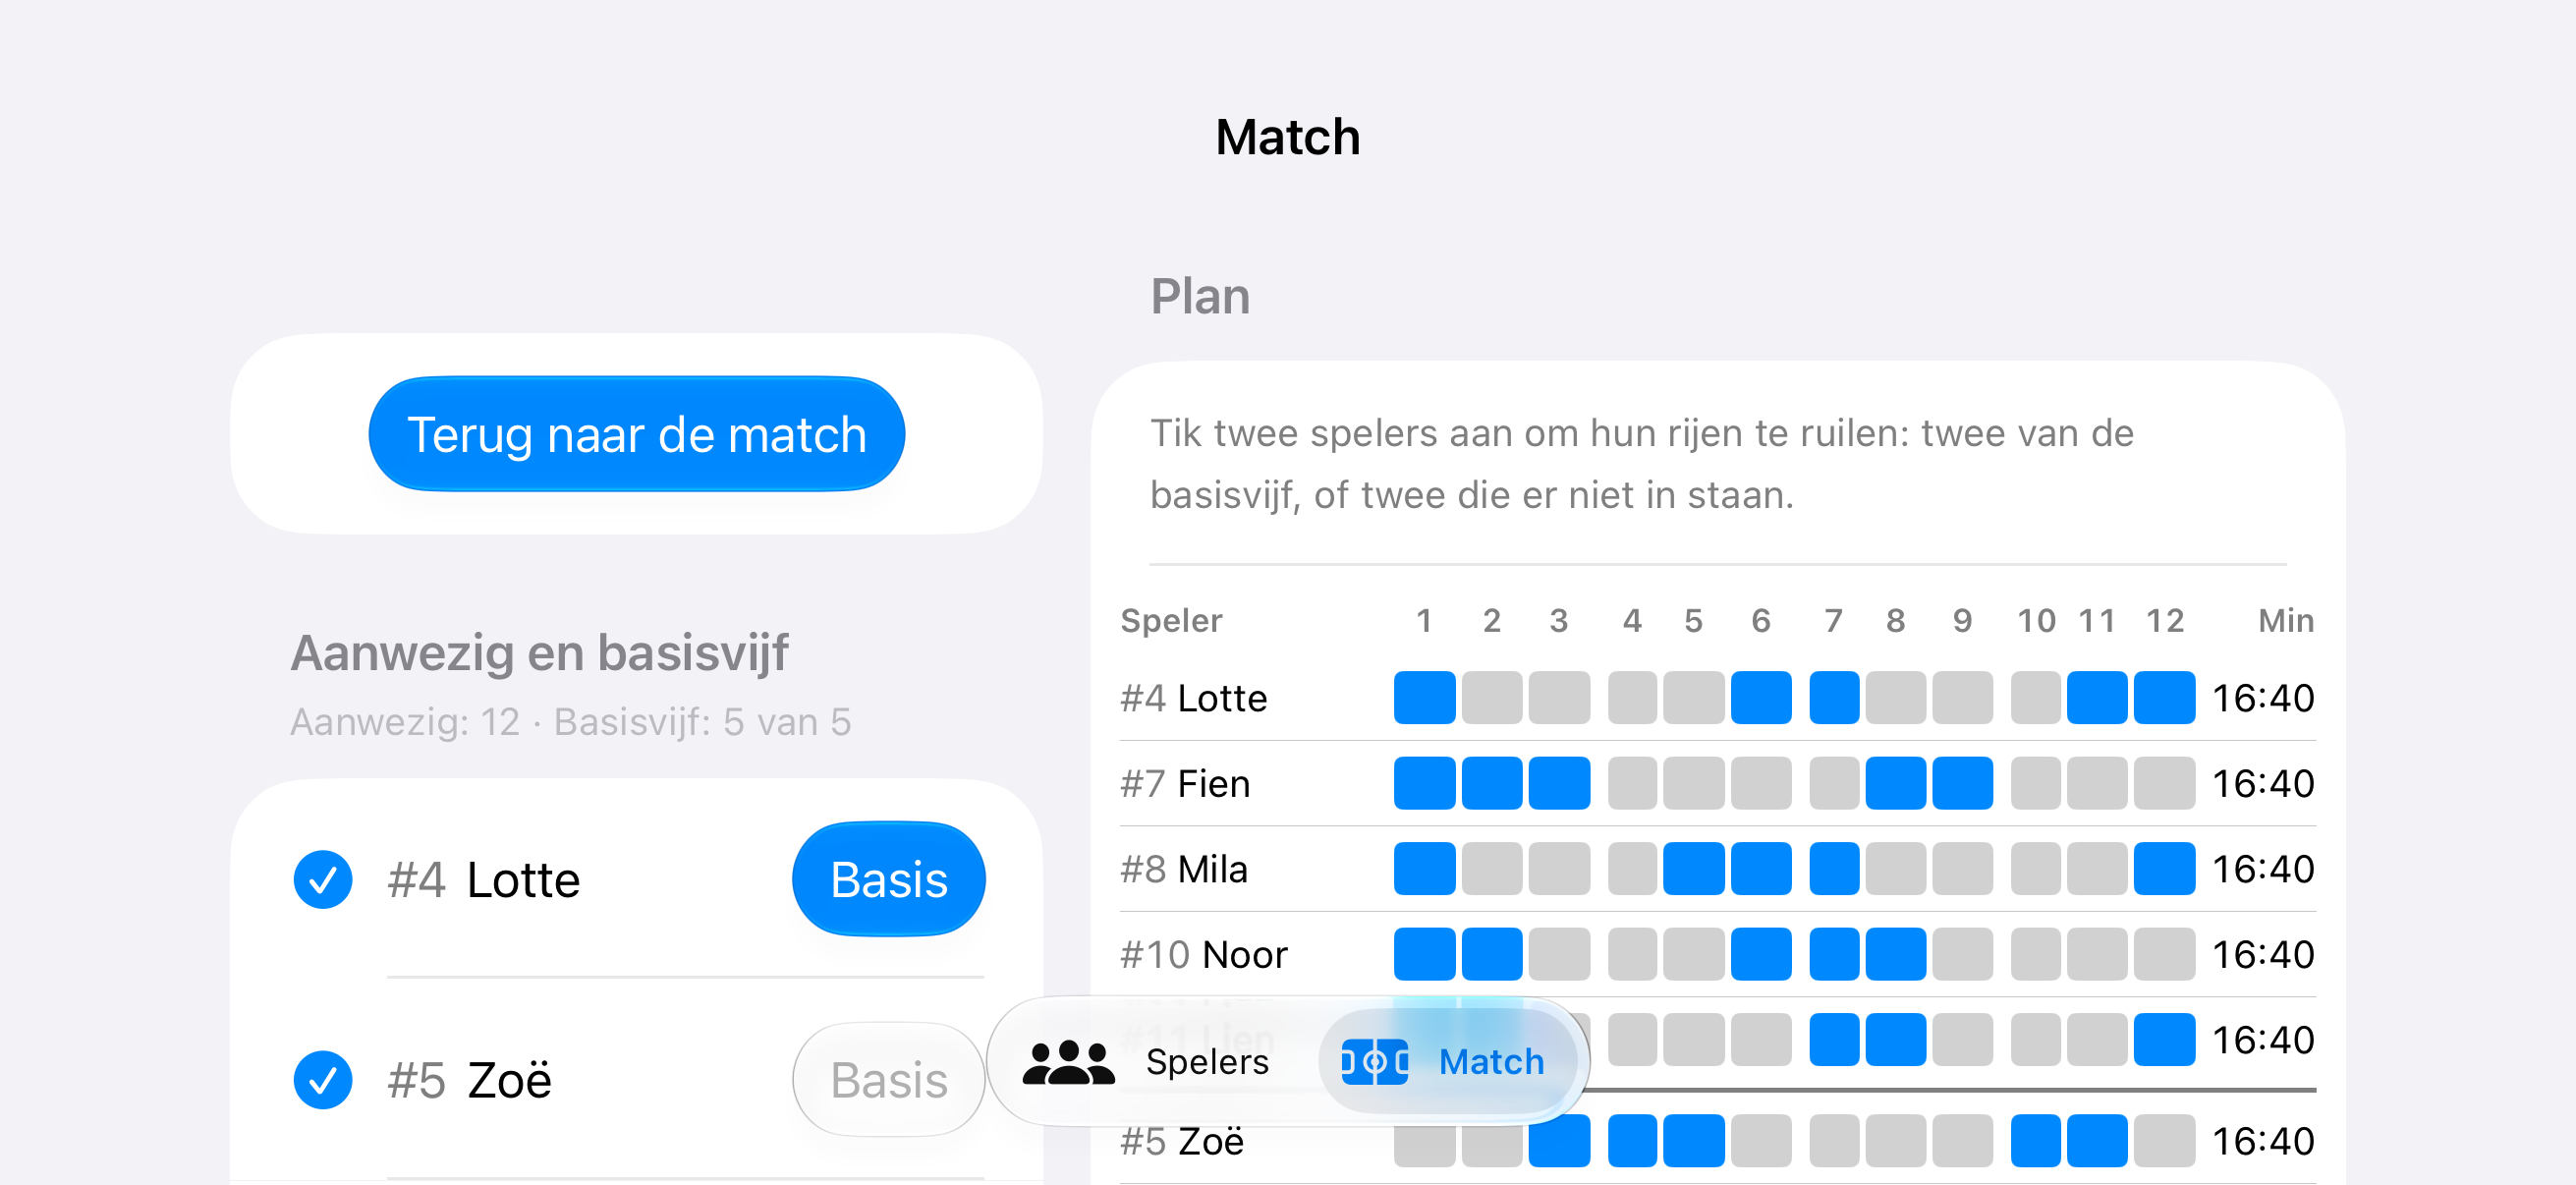 Match
Terug naar de match
Aanwezig en basisvijf
Aanwezig: 12 · Basisvijf: 5 van 5
#4 Lotte Basis
#5 Zoë Basis
Plan
Tik twee spelers aan om hun rijen te ruilen: twee van de
basisvijf, of twee die er niet in staan.
Speler 1 2 3 4 5 6 7 8 9 10 11 12 Min
#4 Lotte 16:40
#7 Fien 16:40
#8 Mila 16:40
#10 Noor 16:40
#11 Lien 16:40
#5 Zoë 16:40
Spelers Match